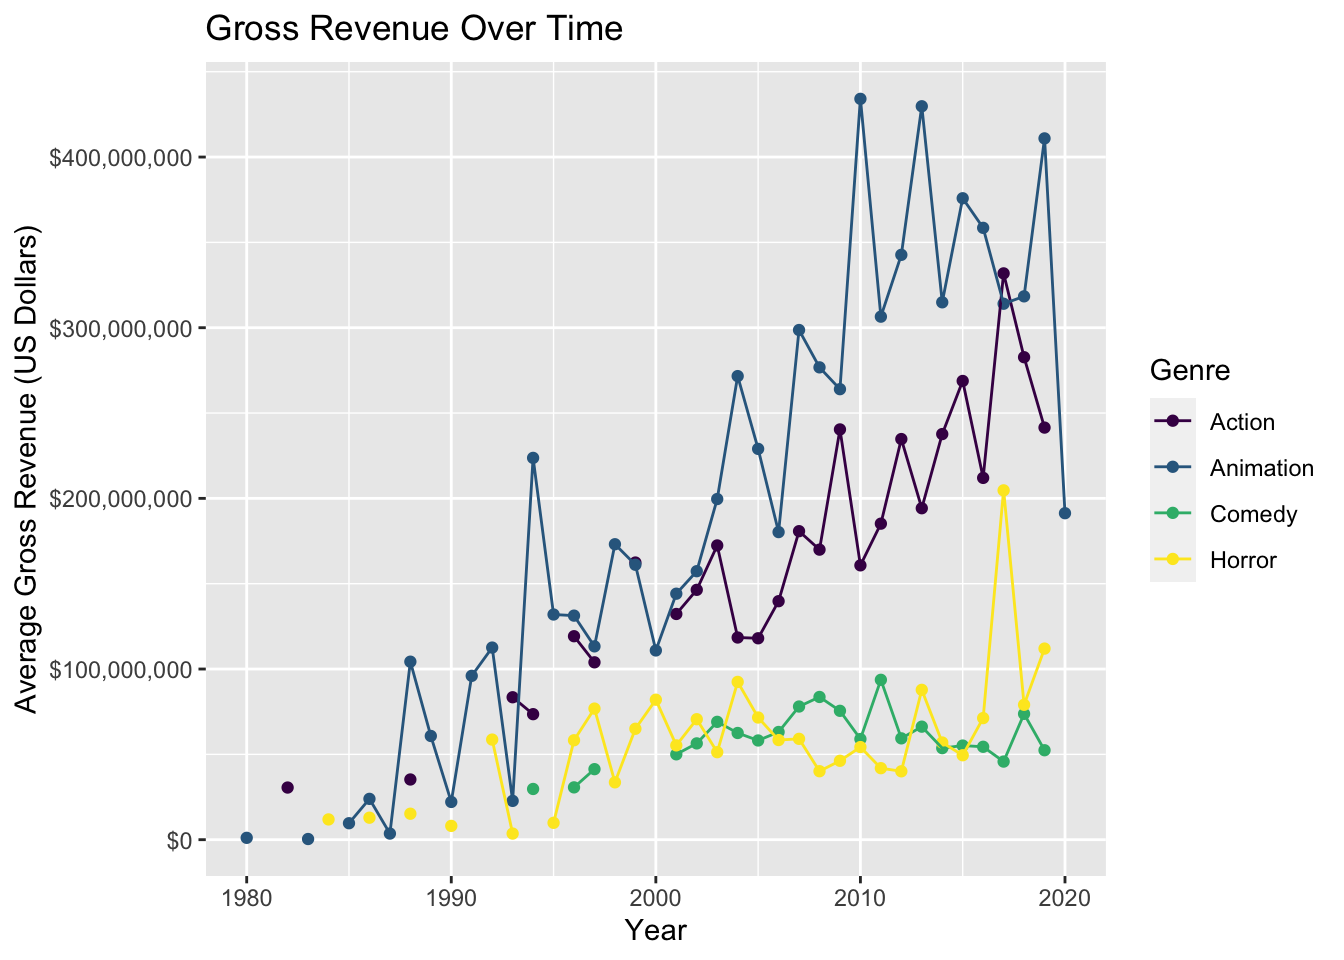 Gross Revenue Over Time
$400,000,000
$300,000,000
$200,000,000
$100,000,000
$0
Average Gross Revenue (US Dollars)
1980 1990 2000 2010 2020
Year
Genre
Action
Animation
Comedy
Horror